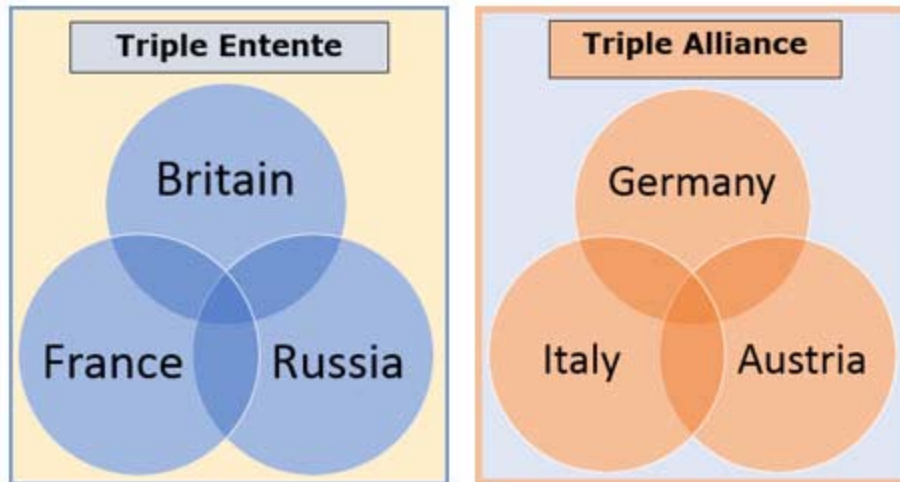 Triple Entente
Britain
France
Russia
Triple Alliance
Germany
Italy
Austria